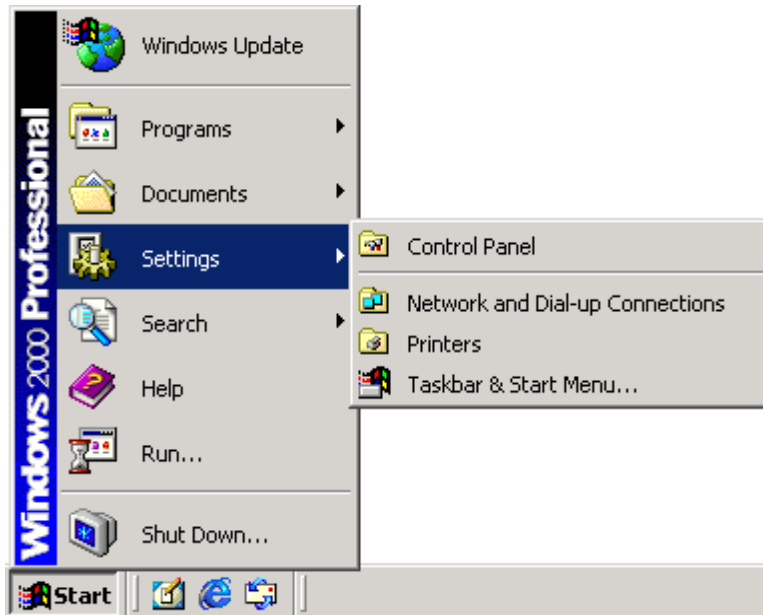 Windows 2000 Professional
Windows Update
Programs
Documents
Settings
Search
Help
Run...
Shut Down...
Control Panel
Network and Dial-up Connections
Printers
Taskbar & Start Menu...
Start